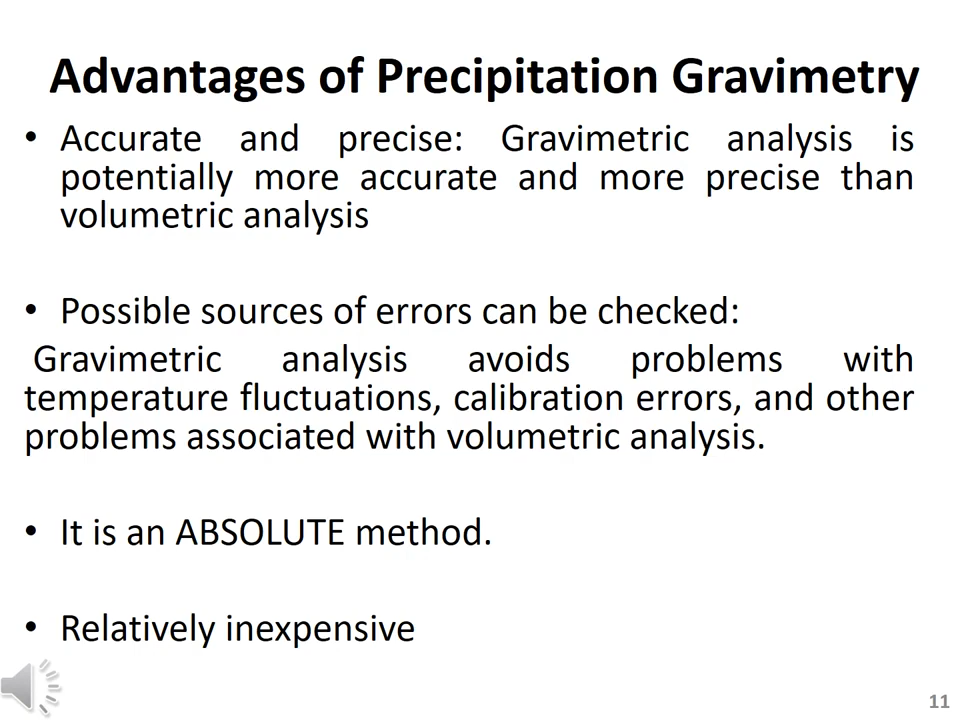 Advantages of Precipitation Gravimetry
• Accurate and precise: Gravimetric analysis is
potentially more accurate and more precise than
volumetric analysis
• Possible sources of errors can be checked:
Gravimetric analysis avoids problems with
temperature fluctuations, calibration errors, and other
problems associated with volumetric analysis.
• It is an ABSOLUTE method.
• Relatively inexpensive
11